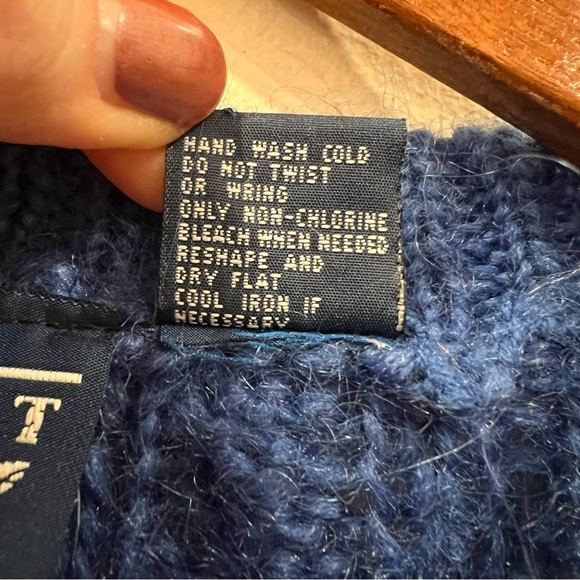 HAND WASH COLD
DO NOT TWIST
OR WRING
ONLY NON-CHLORINE
BLEACH WHEN NEEDED
RESHAPE AND
DRY FLAT
COOL IRON IF
NECESSARY
T